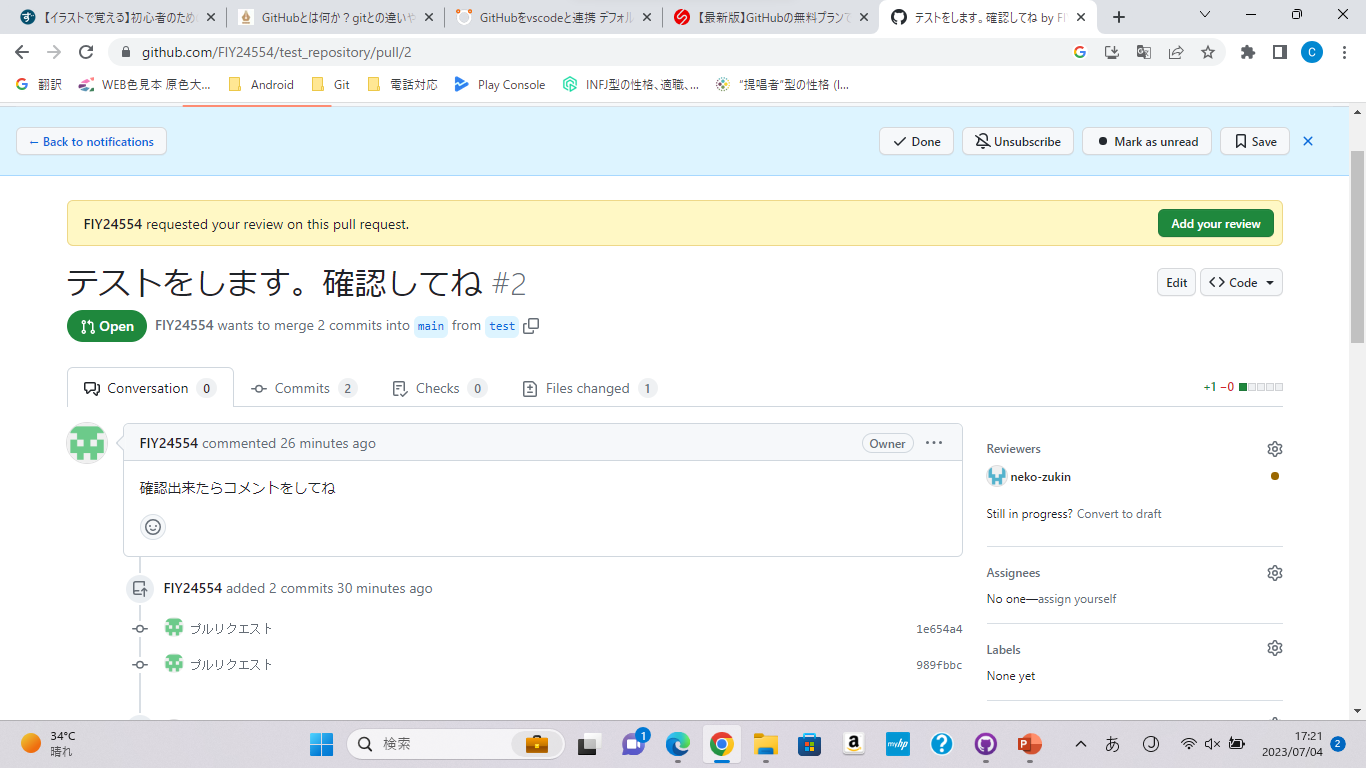 【イラストで覚える】初心者のため
GitHubとは何か？gitとの違いや
GitHubをvscodeと連携 デフォル
【最新版】GitHubの無料プランで
テストをします。確認してね by FI
github.com/FIY24554/test_repository/pull/2
C
翻訳
WEB色見本 原色大...
Android
Git
電話対応
Play Console
INFJ型の性格、適職、...
“提唱者”型の性格 (I...
← Back to notifications
Done
Unsubscribe
Mark as unread
Save
FIY24554 requested your review on this pull request.
Add your review
テストをします。確認してね #2
Edit
Code
Open
FIY24554 wants to merge 2 commits into main from test
Conversation 0
Commits 2
Checks 0
Files changed 1
+1 −0
FIY24554 commented 26 minutes ago
Owner
確認出来たらコメントをしてね
Reviewers
neko-zukin
Still in progress? Convert to draft
FIY24554 added 2 commits 30 minutes ago
プルリクエスト
1e654a4
プルリクエスト
989fbbc
Assignees
No one—assign yourself
Labels
None yet
34°C
晴れ
検索
1
a
myhp
あ
17:21
2023/07/04
2